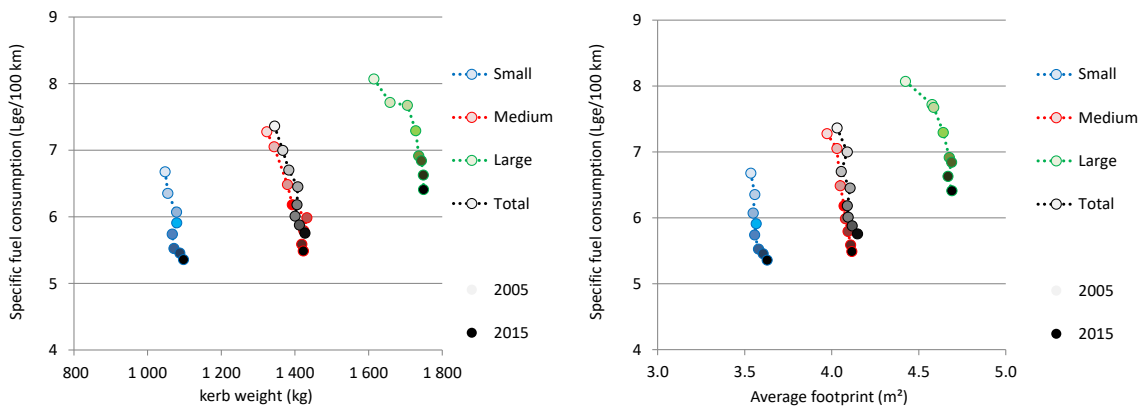 Specific fuel consumption (Lge/100 km)
9
8
7
6
5
4
800
1 000
1 200
1 400
1 600
1 800
kerb weight (kg)
Small
Medium
Large
Total
2005
2015
Specific fuel consumption (Lge/100 km)
9
8
7
6
5
4
3.0
3.5
4.0
4.5
5.0
Average footprint (m²)
Small
Medium
Large
Total
2005
2015